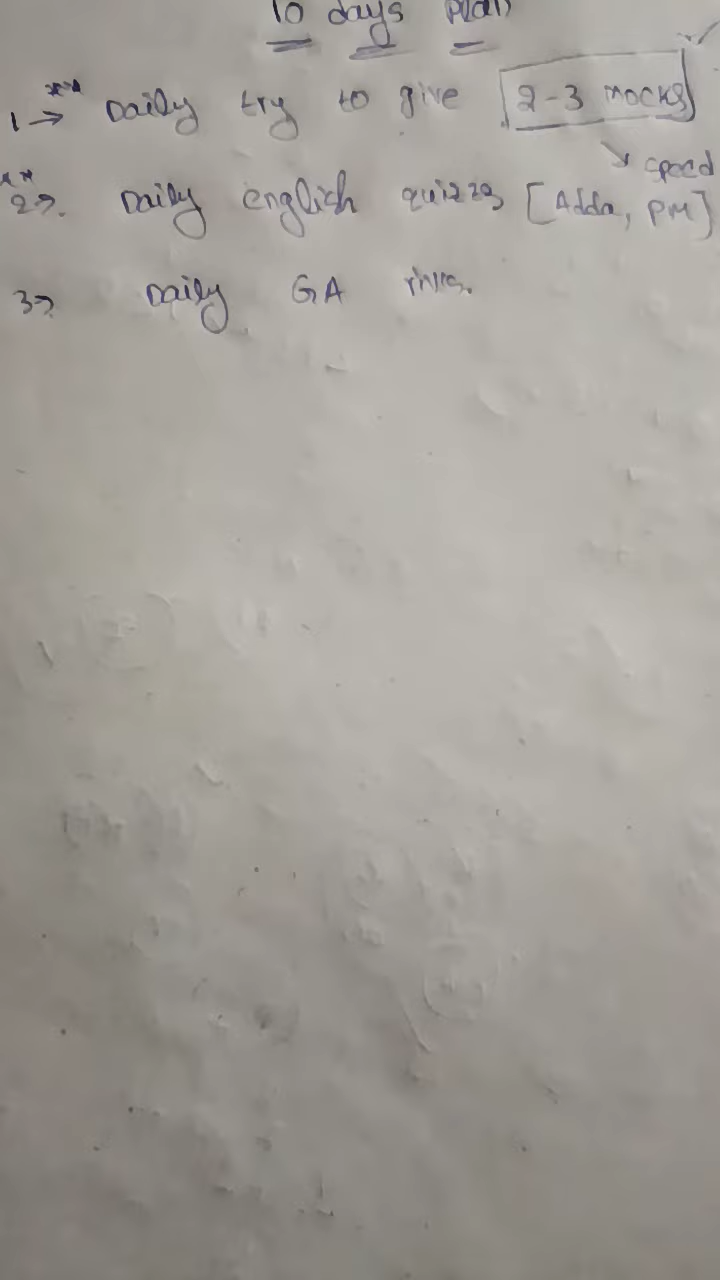 10 days plan
1 → ** Daily try to give 2-3 mocks
↘ speed
** 2→. Daily english quizzes [Adda, PM]
3→ Daily GA